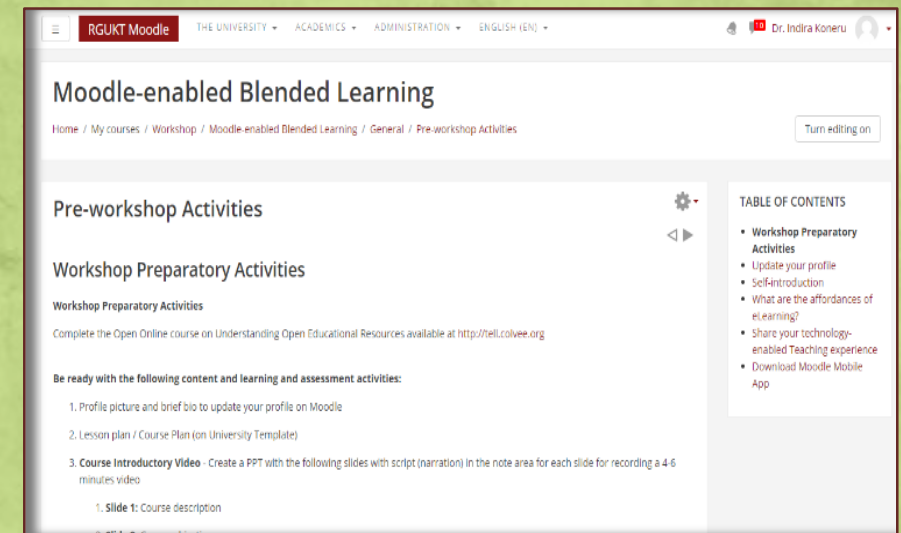 RGUKT Moodle THE UNIVERSITY ACADEMICS ADMINISTRATION ENGLISH (EN) 10 Dr. Indira Koneru
Moodle-enabled Blended Learning
Home / My courses / Workshop / Moodle-enabled Blended Learning / General / Pre-workshop Activities
Turn editing on
Pre-workshop Activities
Workshop Preparatory Activities
Workshop Preparatory Activities
Complete the Open Online course on Understanding Open Educational Resources available at http://tell.colvee.org
Be ready with the following content and learning and assessment activities:
1. Profile picture and brief bio to update your profile on Moodle
2. Lesson plan / Course Plan (on University Template)
3. Course Introductory Video - Create a PPT with the following slides with script (narration) in the note area for each slide for recording a 4-6
minutes video
1. Slide 1: Course description
TABLE OF CONTENTS
Workshop Preparatory
Activities
Update your profile
Self-introduction
What are the affordances of
eLearning?
Share your technology-
enabled Teaching experience
Download Moodle Mobile
App